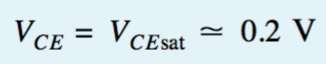 V_CE = V_CEsat ≃ 0.2 V